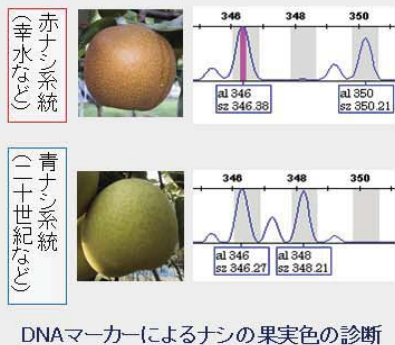 赤ナシ系統
(幸水など)
346 348 350
al 346
sz 346.38
al 350
sz 350.21
青ナシ系統
(二十世紀など)
346 348 350
al 346
sz 346.27
al 348
sz 348.21
DNAマーカーによるナシの果実色の診断